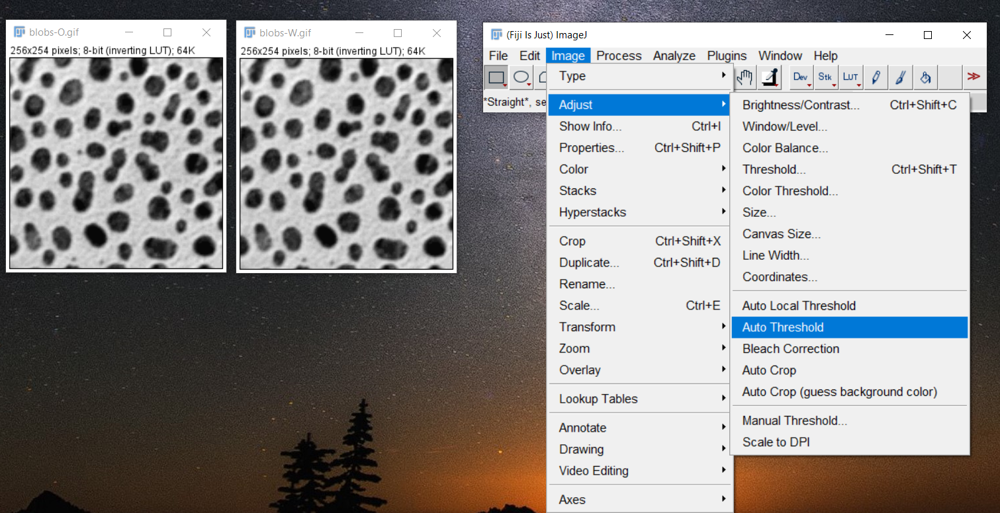 blobs-O.gif
256x254 pixels; 8-bit (inverting LUT); 64K
blobs-W.gif
256x254 pixels; 8-bit (inverting LUT); 64K
(Fiji Is Just) ImageJ
File Edit Image Process Analyze Plugins Window Help
Dev Stk LUT
*Straight*, se
Type
Adjust
Show Info... Ctrl+I
Properties... Ctrl+Shift+P
Color
Stacks
Hyperstacks
Crop Ctrl+Shift+X
Duplicate... Ctrl+Shift+D
Rename...
Scale... Ctrl+E
Transform
Zoom
Overlay
Lookup Tables
Annotate
Drawing
Video Editing
Axes
Brightness/Contrast... Ctrl+Shift+C
Window/Level...
Color Balance...
Threshold... Ctrl+Shift+T
Color Threshold...
Size...
Canvas Size...
Line Width...
Coordinates...
Auto Local Threshold
Auto Threshold
Bleach Correction
Auto Crop
Auto Crop (guess background color)
Manual Threshold...
Scale to DPI